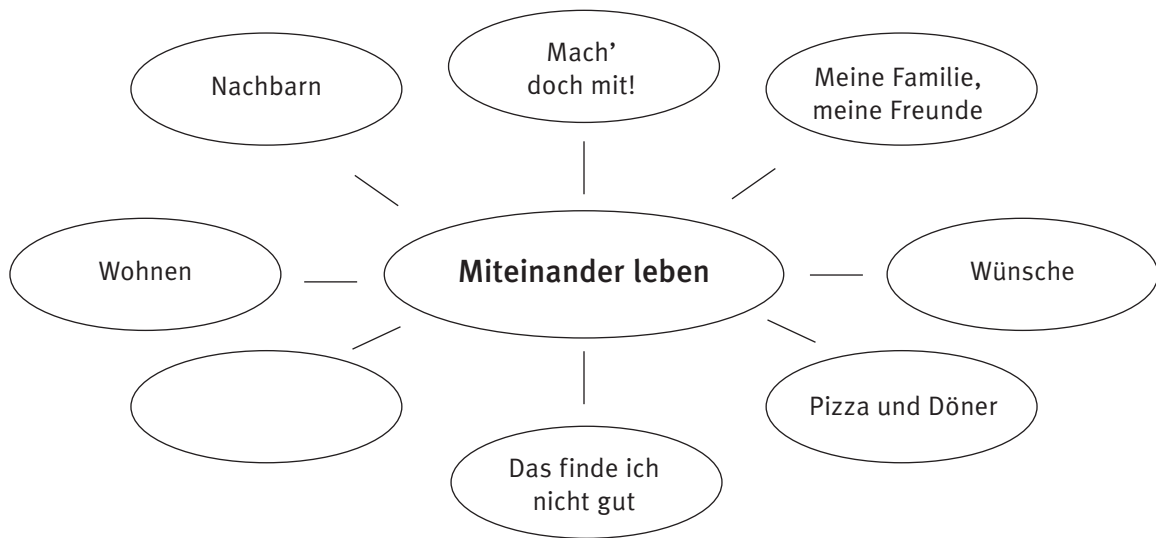 Mach’
doch mit!
Nachbarn
Meine Familie,
meine Freunde
Wohnen
Miteinander leben
Wünsche
Pizza und Döner
Das finde ich
nicht gut